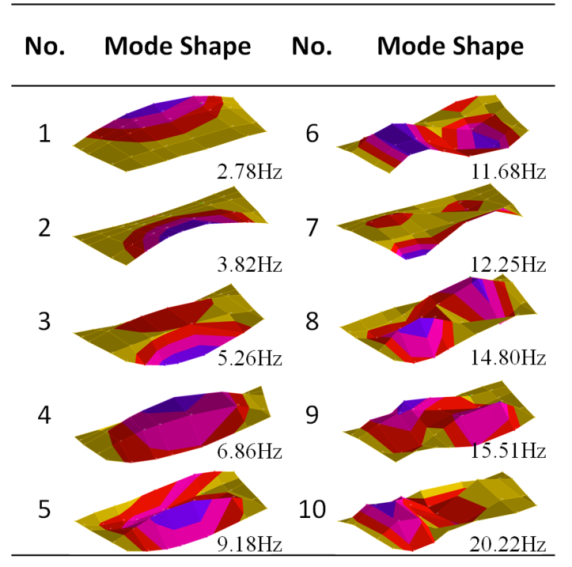 No. Mode Shape No. Mode Shape
1 2.78Hz 6 11.68Hz
2 3.82Hz 7 12.25Hz
3 5.26Hz 8 14.80Hz
4 6.86Hz 9 15.51Hz
5 9.18Hz 10 20.22Hz